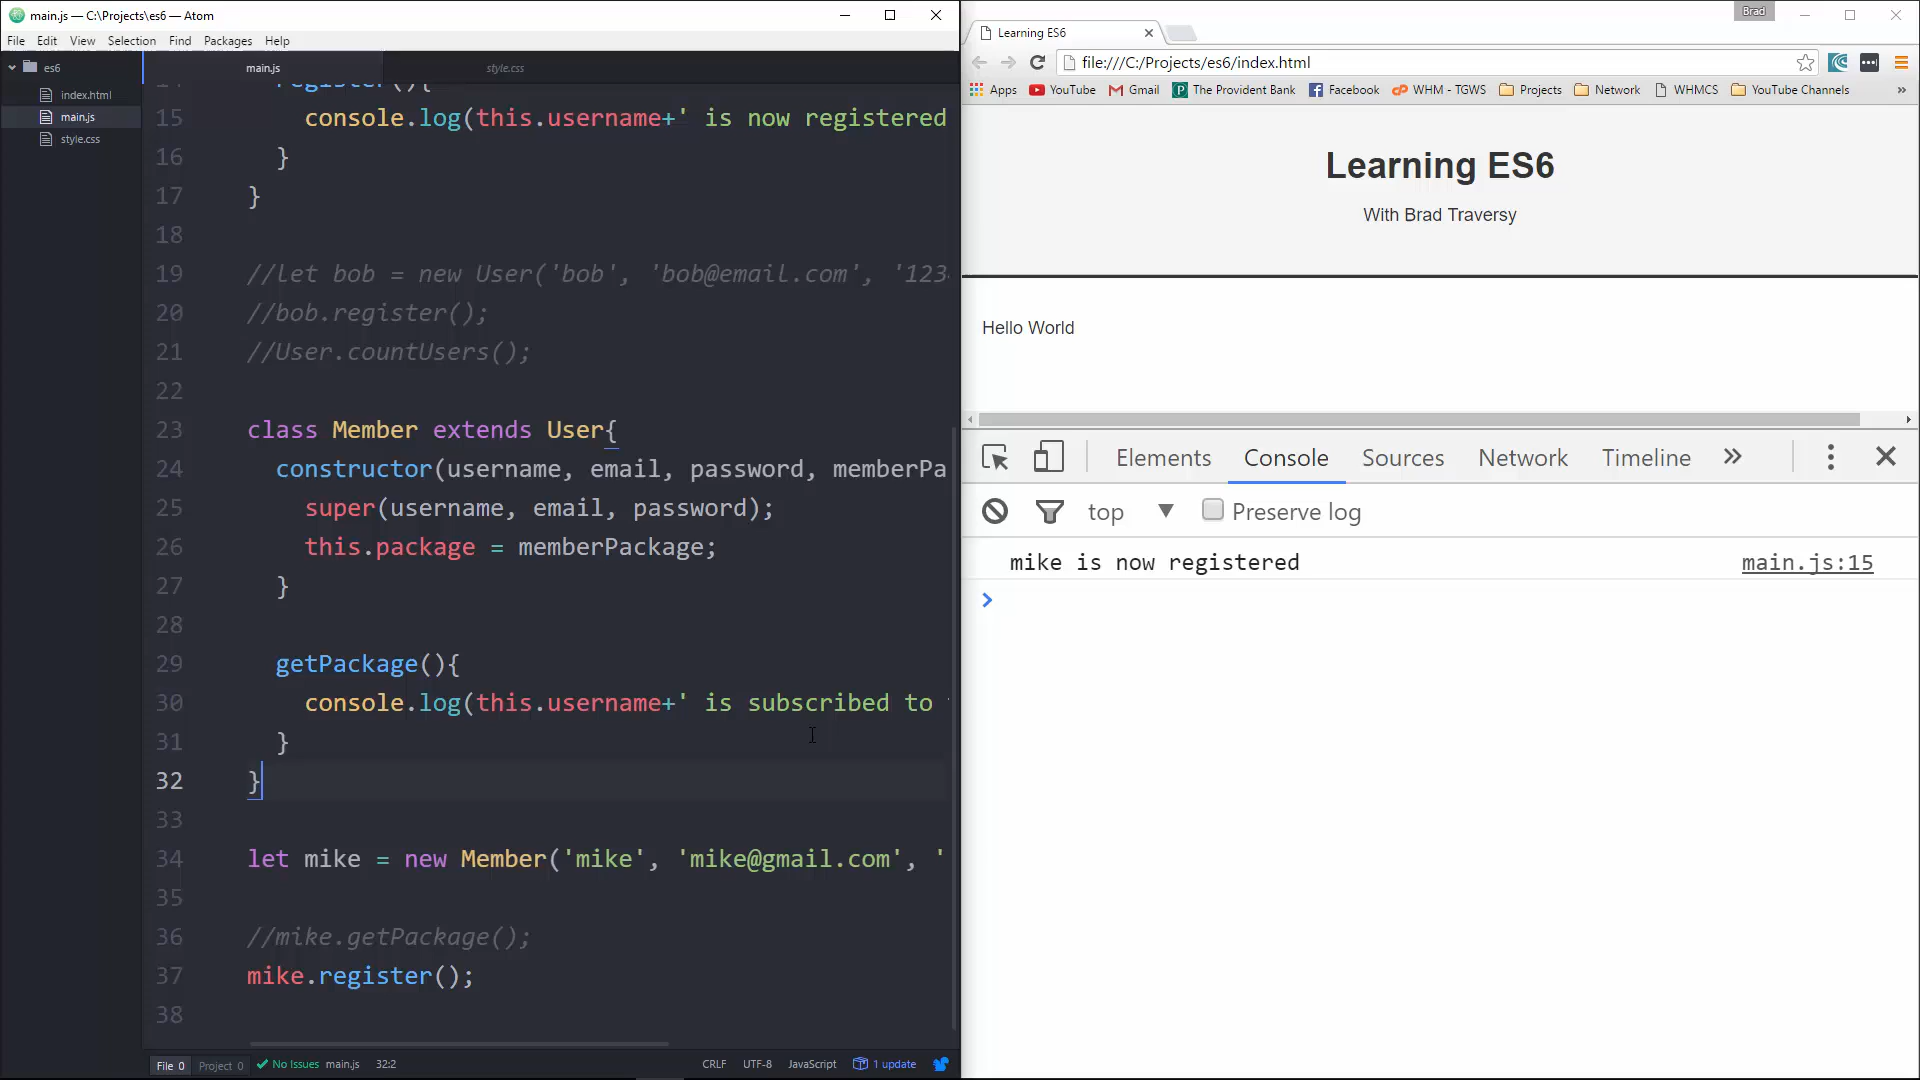 main.js — C:\Projects\es6 — Atom
File Edit View Selection Find Packages Help
es6
index.html
main.js
style.css
main.js style.css
register(){
15 console.log(this.username+' is now registered
16 }
17 }
18
19 //let bob = new User('bob', 'bob@email.com', '123
20 //bob.register();
21 //User.countUsers();
22
23 class Member extends User{
24 constructor(username, email, password, memberPa
25 super(username, email, password);
26 this.package = memberPackage;
27 }
28
29 getPackage(){
30 console.log(this.username+' is subscribed to
31 }
32 }
33
34 let mike = new Member('mike', 'mike@gmail.com', '
35
36 //mike.getPackage();
37 mike.register();
38
File 0 Project 0 No Issues main.js 32:2 CRLF UTF-8 JavaScript 1 update
Brad
Learning ES6
file:///C:/Projects/es6/index.html
Apps YouTube Gmail The Provident Bank Facebook WHM - TGWS Projects Network WHMCS YouTube Channels »
Learning ES6
With Brad Traversy
Hello World
Elements Console Sources Network Timeline »
top Preserve log
mike is now registered main.js:15